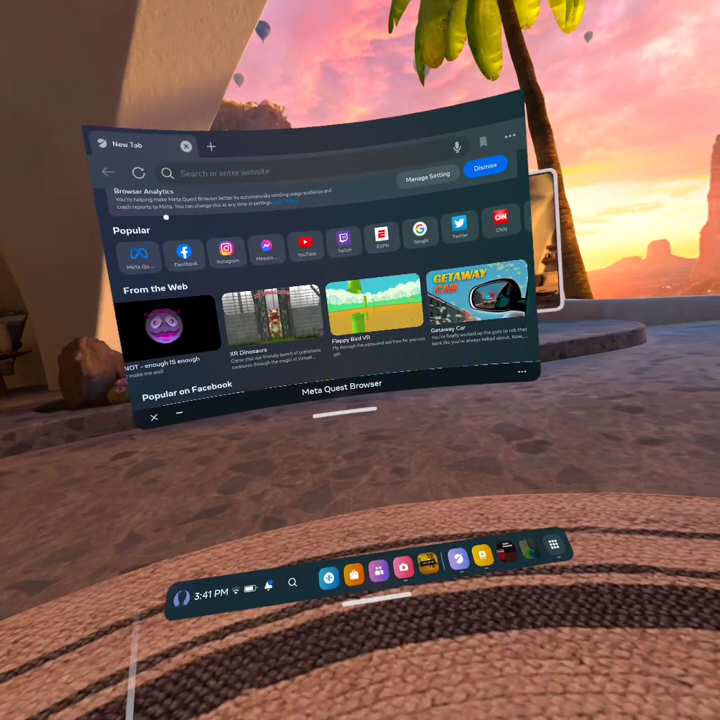 New Tab
Search or enter website
Browser Analytics
You're helping make Meta Quest Browser better by automatically sending usage statistics and
crash reports to Meta. You can change this at any time in settings.
Manage Setting
Dismiss
Popular
Meta Qu...
Facebook
Instagram
Messen...
YouTube
Twitch
ESPN
Google
Twitter
CNN
From the Web
NOT - enough IS enough
make me well
XR Dinosaurs
Come visit our friendly bunch of prehistoric
creatures through the magic of Virtual...
Flappy Bird VR
Fly through the pipes and see how far you can
get.
GETAWAY
CAR
Getaway Car
You've finally worked up the guts to rob that
bank like you've always talked about. Now,...
Popular on Facebook
Meta Quest Browser
3:41 PM